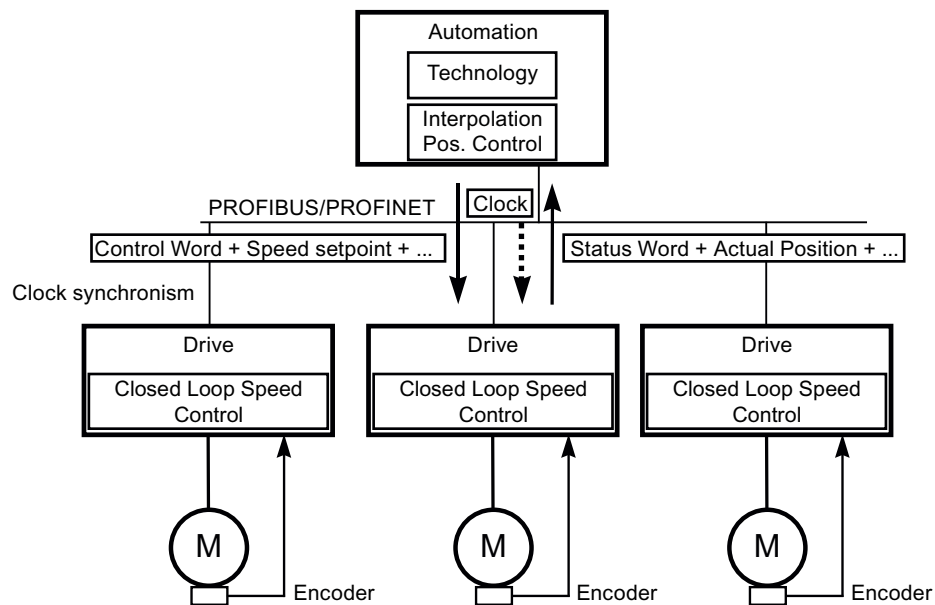 Automation
Technology
Interpolation
Pos. Control
PROFIBUS/PROFINET
Clock
Control Word + Speed setpoint + ...
Status Word + Actual Position + ...
Clock synchronism
Drive
Closed Loop Speed
Control
Drive
Closed Loop Speed
Control
Drive
Closed Loop Speed
Control
M
Encoder
M
Encoder
M
Encoder